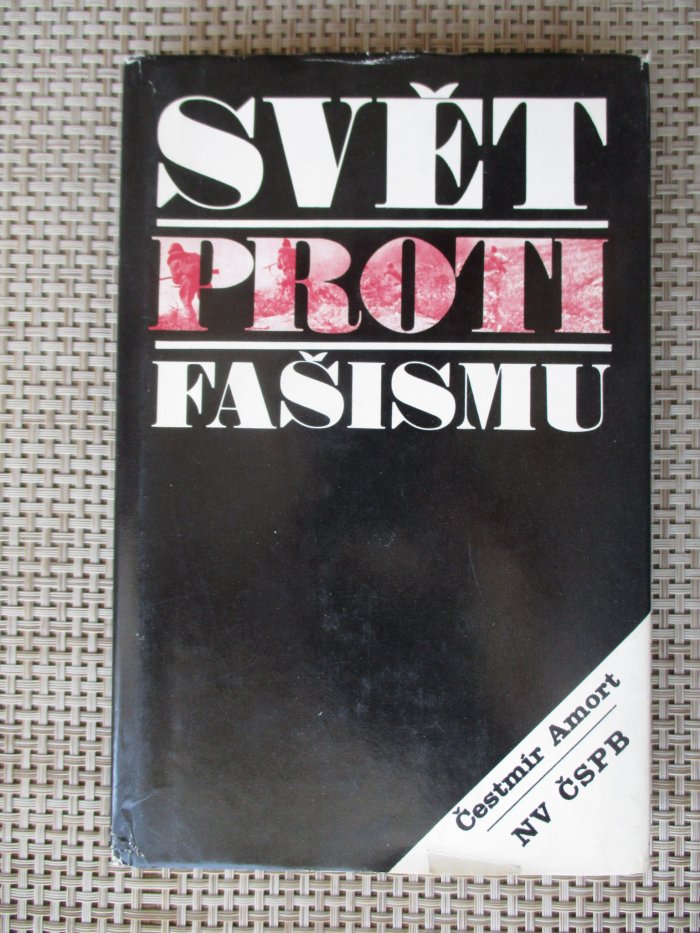 SVĚT
PROTI
FAŠISMU
Čestmír Amort
NV ČSPB